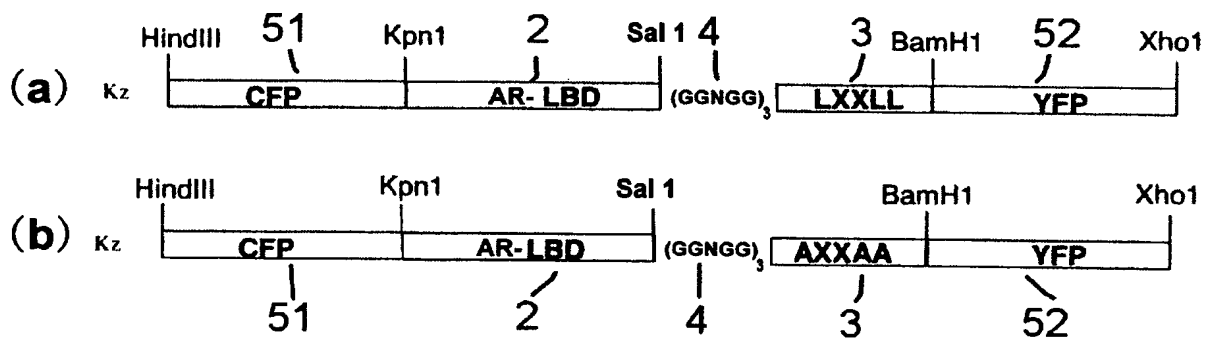 HindIII 51 Kpn1 2 Sal 1 4 3 BamH1 52 Xho1
(a) Kz CFP AR-LBD (GGNGG)3 LXXLL YFP
HindIII Kpn1 Sal 1 BamH1 Xho1
(b) Kz CFP AR-LBD (GGNGG)3 AXXAA YFP
51 2 4 3 52